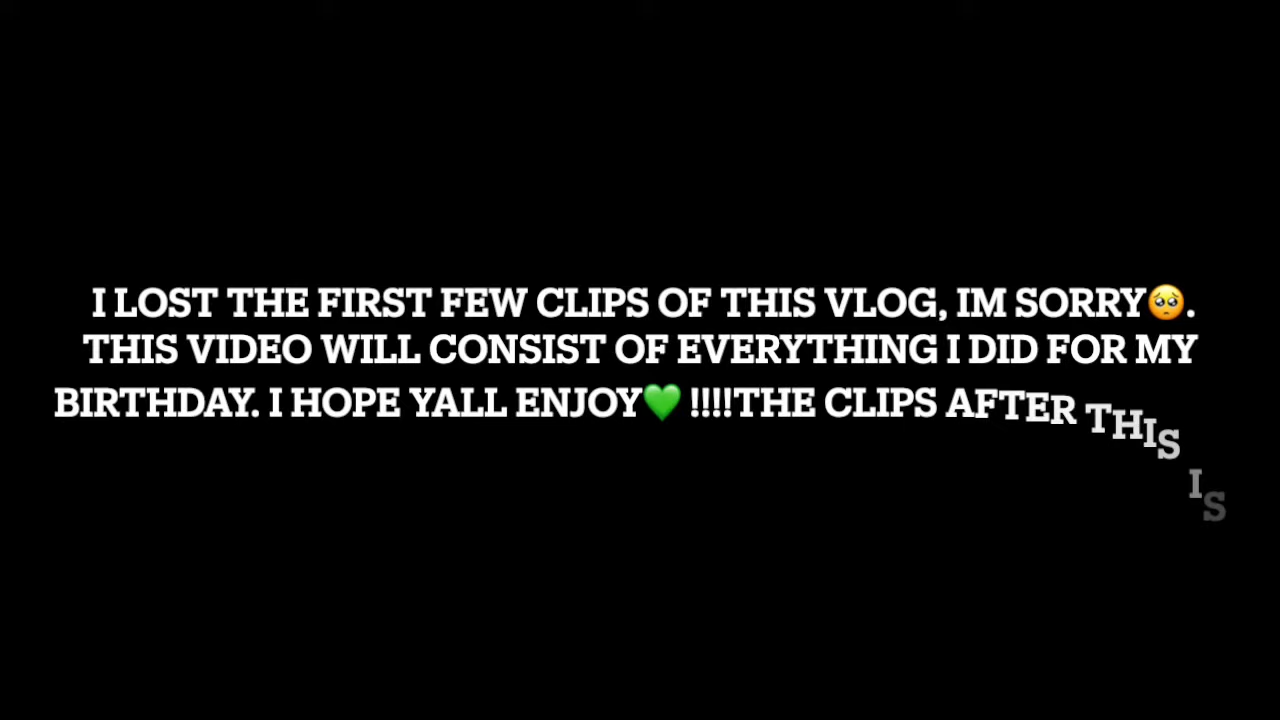 I LOST THE FIRST FEW CLIPS OF THIS VLOG, IM SORRY🥺.
THIS VIDEO WILL CONSIST OF EVERYTHING I DID FOR MY
BIRTHDAY. I HOPE YALL ENJOY💚 !!!!THE CLIPS AFTER THIS IS